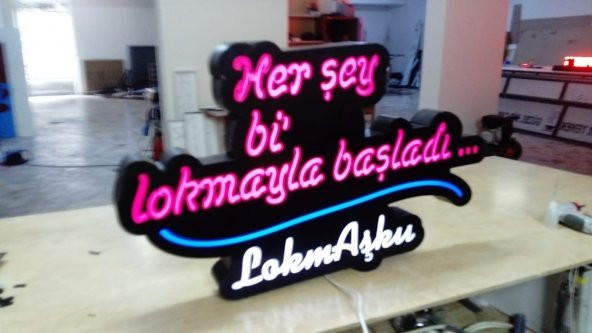 Her şey
bi'
lokmayla başladı ...
LokmAşku